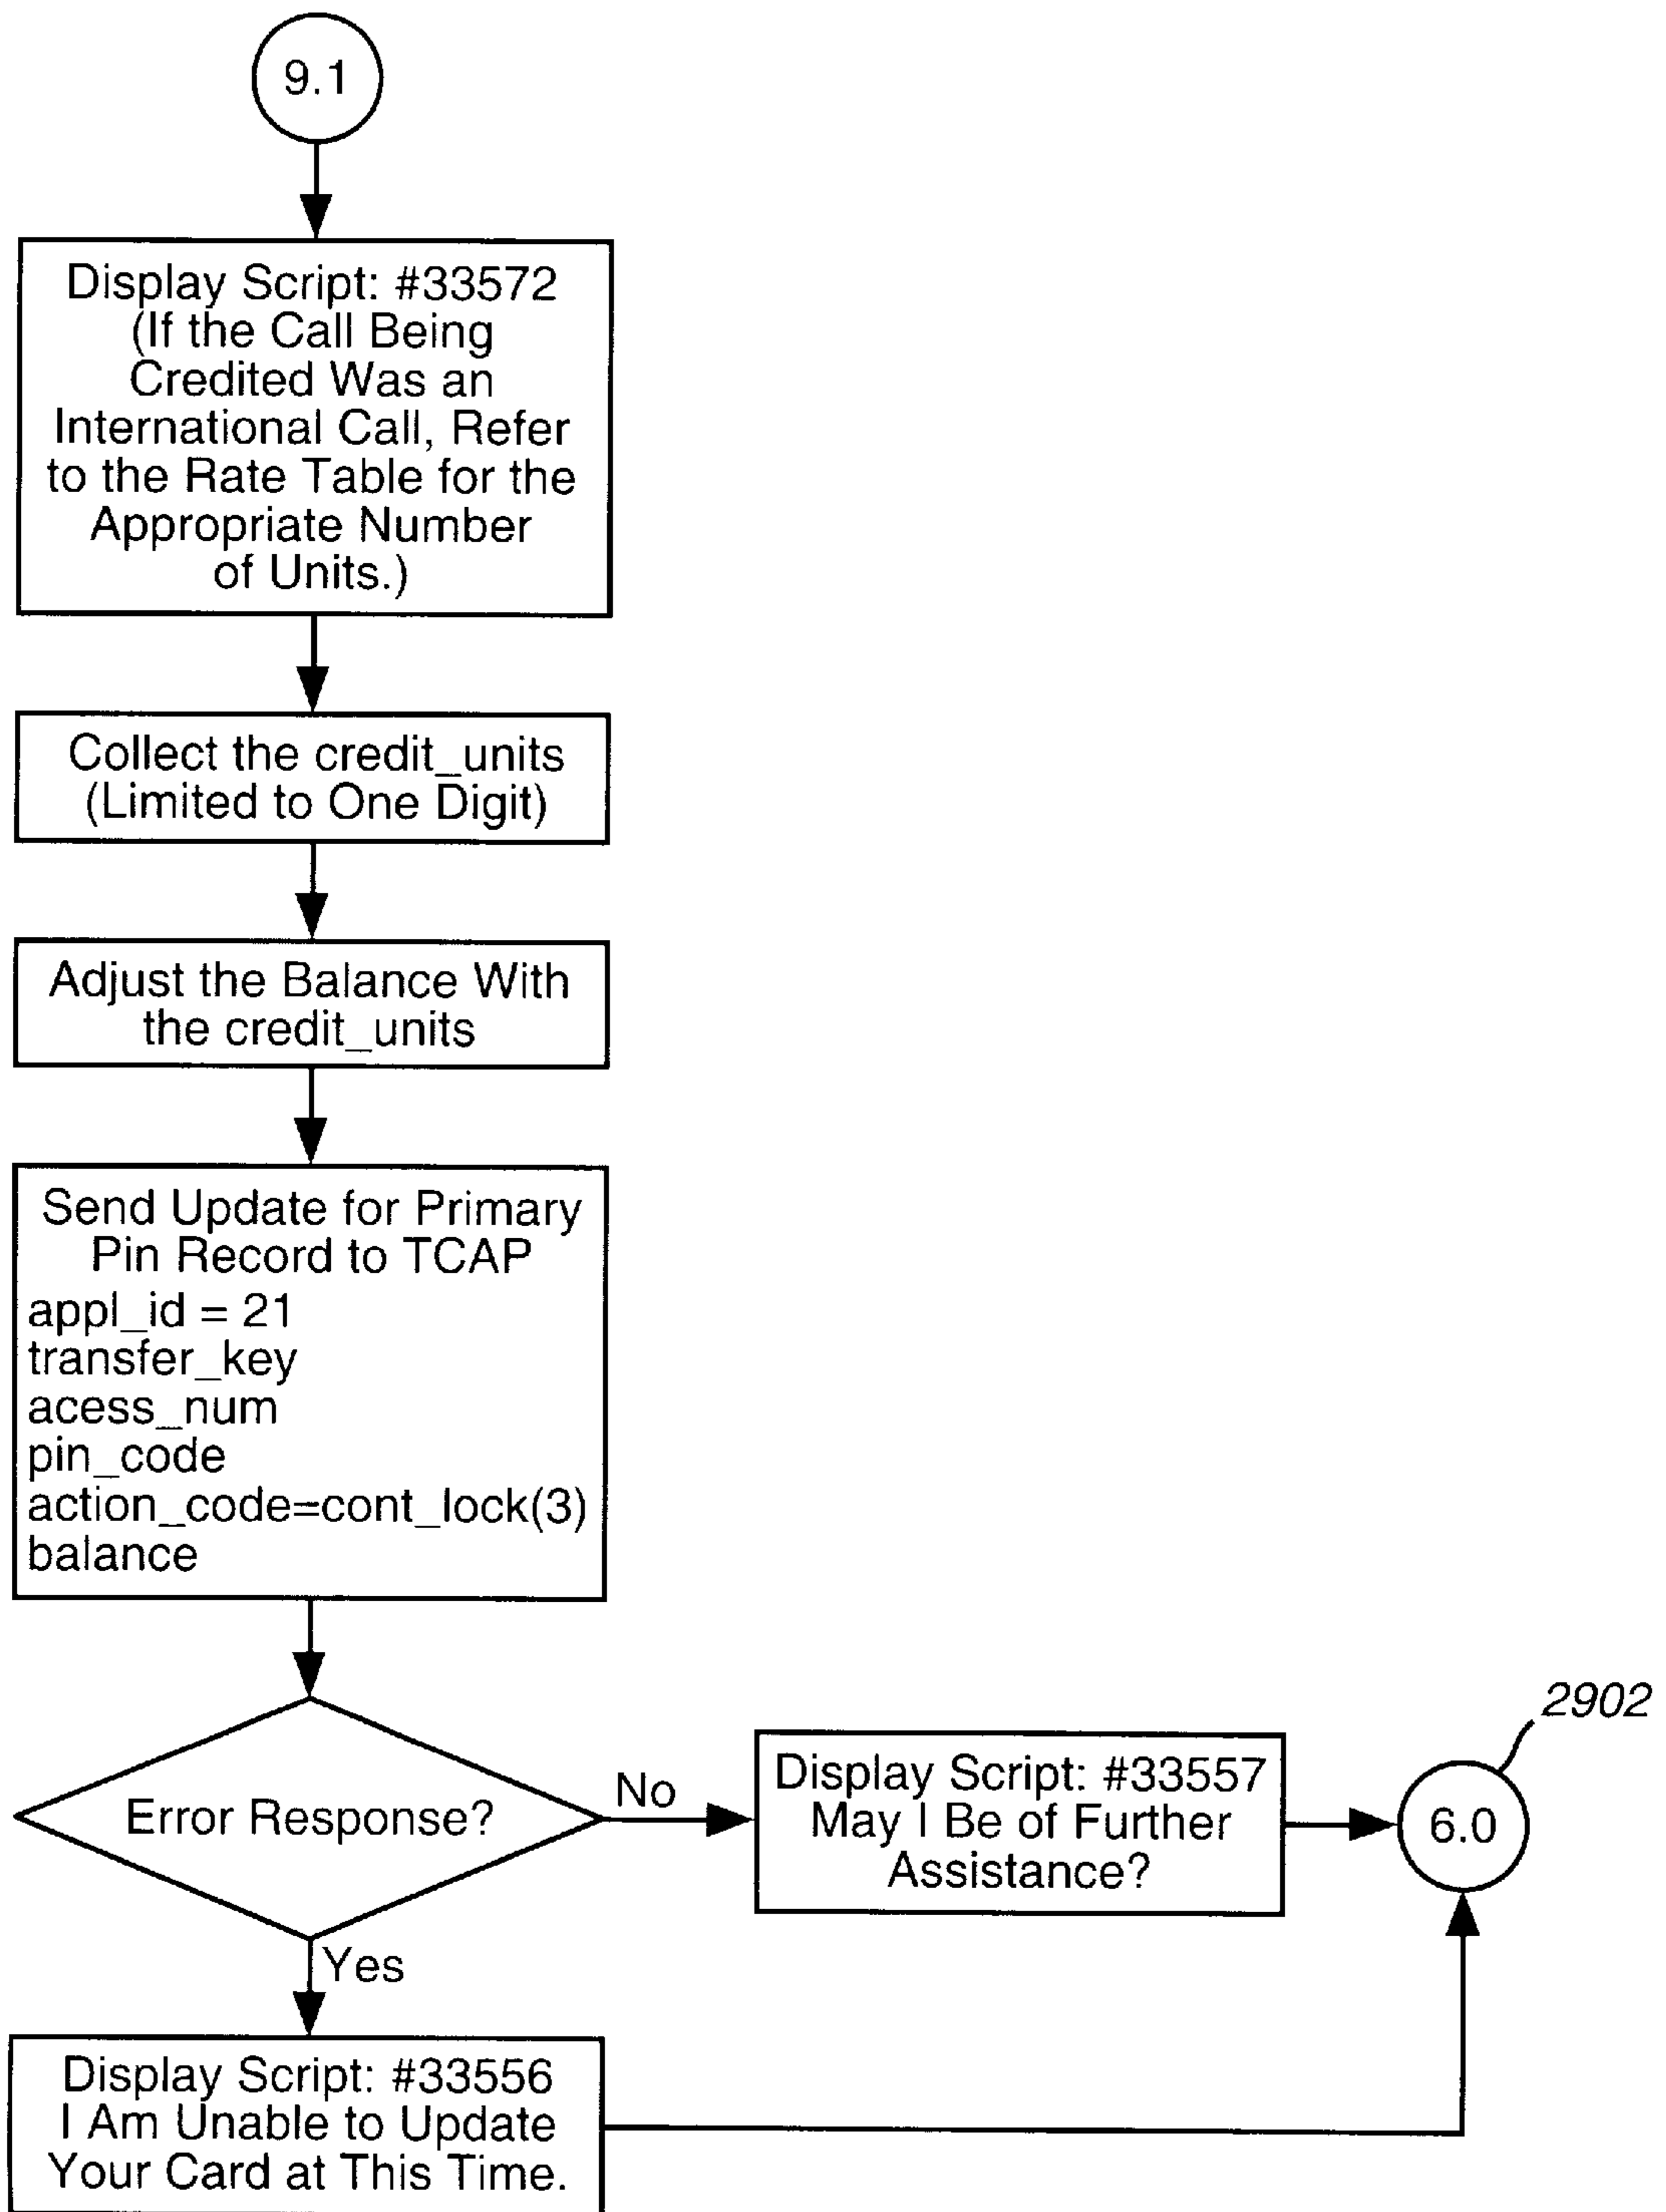 9.1
Display Script: #33572
(If the Call Being
Credited Was an
International Call, Refer
to the Rate Table for the
Appropriate Number
of Units.)
Collect the credit_units
(Limited to One Digit)
Adjust the Balance With
the credit_units
Send Update for Primary
Pin Record to TCAP
appl_id = 21
transfer_key
acess_num
pin_code
action_code=cont_lock(3)
balance
Error Response?
No
Display Script: #33557
May I Be of Further
Assistance?
2902
6.0
Yes
Display Script: #33556
I Am Unable to Update
Your Card at This Time.